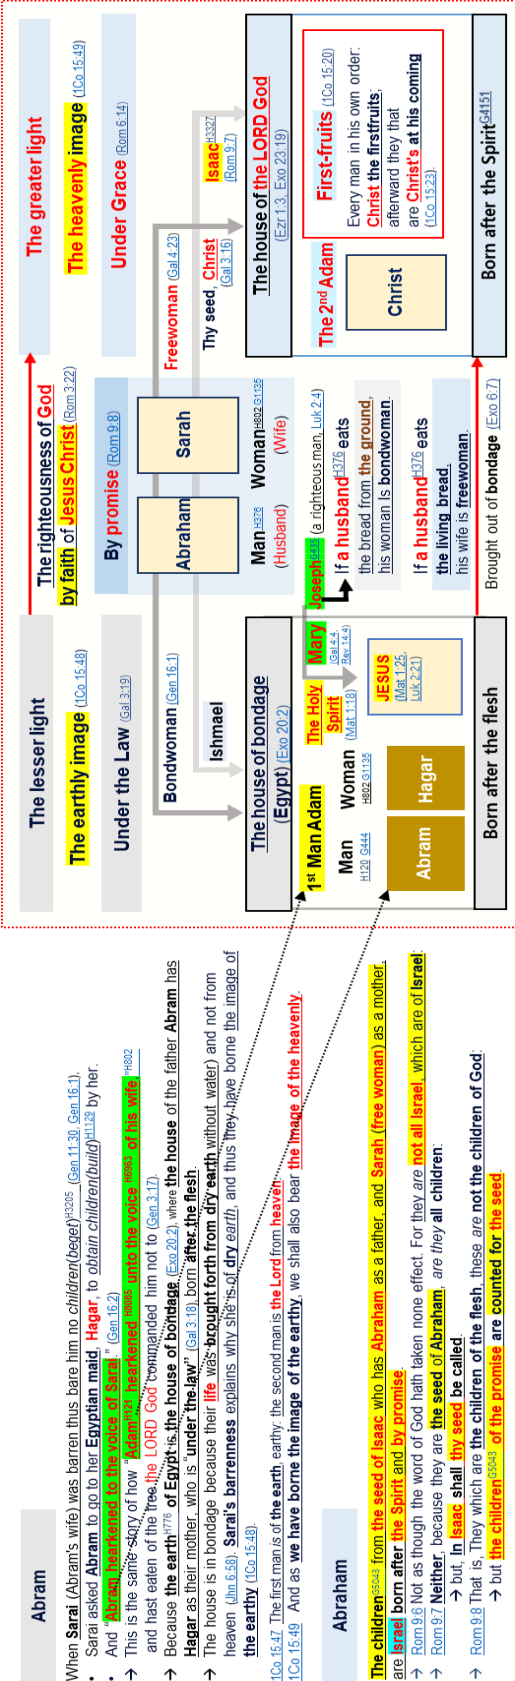 Abram
When Sarai (Abram's wife) was barren thus bare him no children(beget)H3205 (Gen 11:30, Gen 16:1),
• Sarai asked Abram to go to her Egyptian maid, Hagar, to obtain children(build)H1129 by her.
• And "Abram hearkened to the voice of Sarai." (Gen 16:2)
→ This is the same story of how "AdamH121 hearkened H8085 unto the voice H6963 of his wife,"H802
and hast eaten of the tree, the LORD God commanded him not to (Gen 3:17).
→ Because the earthH776 of Egypt is the house of bondage (Exo 20:2), where the house of the father Abram has
Hagar as their mother, who is "under the law" (Gal 3:18), born after the flesh.
→ The house is in bondage because their life was brought forth from dry earth without water) and not from
heaven (Jhn 6:58). Sarai's barrenness explains why she is of dry earth, and thus they have borne the image of
the earthy (1Co 15:48).
1Co 15:47 The first man is of the earth, earthy: the second man is the Lord from heaven.
1Co 15:49 And as we have borne the image of the earthy, we shall also bear the image of the heavenly.
Abraham
The childrenG5043 from the seed of Isaac who has Abraham as a father, and Sarah (free woman) as a mother,
are Israel born after the Spirit and by promise.
→ Rom 9:6 Not as though the word of God hath taken none effect. For they are not all Israel, which are of Israel:
→ Rom 9:7 Neither, because they are the seed of Abraham, are they all children:
→ but, In Isaac shall thy seed be called.
→ Rom 9:8 That is, They which are the children of the flesh, these are not the children of God:
→ but the childrenG5043 of the promise are counted for the seed.
The lesser light
The righteousness of God
by faith of Jesus Christ (Rom 3:22)
The greater light
The earthly image (1Co 15:48)
The heavenly image (1Co 15:49)
Under the Law (Gal 3:19)
By promise (Rom 9:8)
Under Grace (Rom 6:14)
Abraham
Sarah
Bondwoman (Gen 16:1)
Freewoman (Gal 4:23)
Ishmael
Man H376
(Husband)
WomanH802 G1135
(Wife)
Thy seed, Christ
(Gal 3:16)
IsaacH3327
(Rom 9:7)
The house of bondage
(Egypt) (Exo 20:2)
The house of the LORD God
(Ezr 1:3, Exo 23:19)
1st Man Adam
The Holy
Spirit
(Mat 1:18)
Mary
(Gal 4:4,
Rev 14:4)
JosephG435 (a righteous man, Luk 2:4)
Man
H120 G444
Woman
H802 G1135
Abram
Hagar
JESUS
(Mat 1:25,
Luk 2:21)
If a husbandH376 eats
the bread from the ground,
his woman Is bondwoman.
If a husbandH376 eats
the living bread,
his wife is freewoman.
The 2nd Adam
Christ
First-fruits (1Co 15:20)
Every man in his own order:
Christ the firstfruits;
afterward they that
are Christ's at his coming
(1Co 15:23).
Born after the flesh
Brought out of bondage (Exo 6:7)
Born after the SpiritG4151